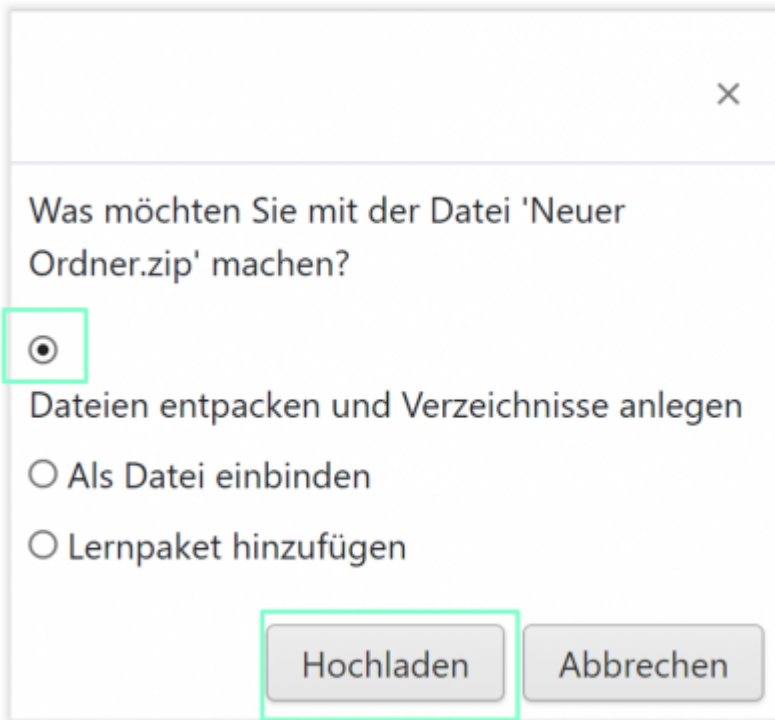 Was möchten Sie mit der Datei 'Neuer
Ordner.zip' machen?
Dateien entpacken und Verzeichnisse anlegen
Als Datei einbinden
Lernpaket hinzufügen
Hochladen Abbrechen